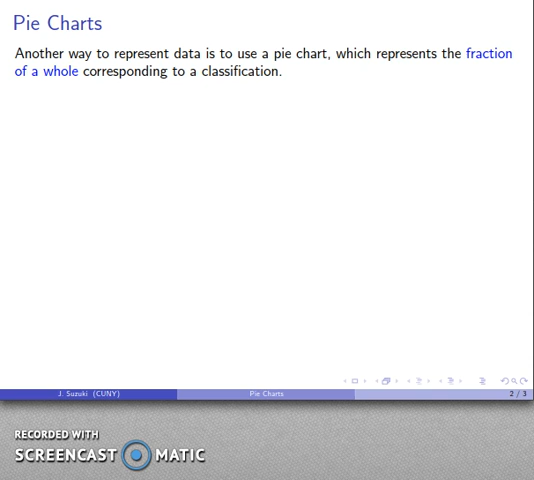 Pie Charts
Another way to represent data is to use a pie chart, which represents the fraction
of a whole corresponding to a classification.
J. Suzuki (CUNY)
Pie Charts
2 / 3
RECORDED WITH
SCREENCAST MATIC